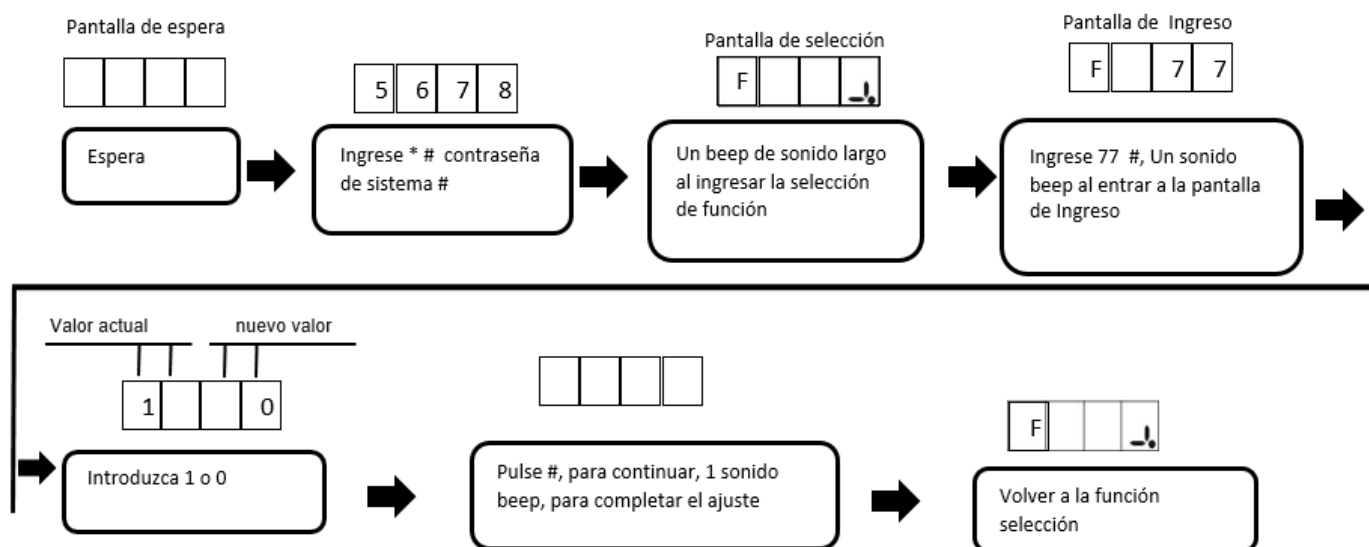 Pantalla de espera
Espera
5 6 7 8
Ingrese * # contraseña
de sistema #
Pantalla de selección
F
Un beep de sonido largo
al ingresar la selección
de función
Pantalla de Ingreso
F 7 7
Ingrese 77 #, Un sonido
beep al entrar a la pantalla
de Ingreso
Valor actual nuevo valor
1 0
Introduzca 1 o 0
Pulse #, para continuar, 1 sonido
beep, para completar el ajuste
F
Volver a la función
selección